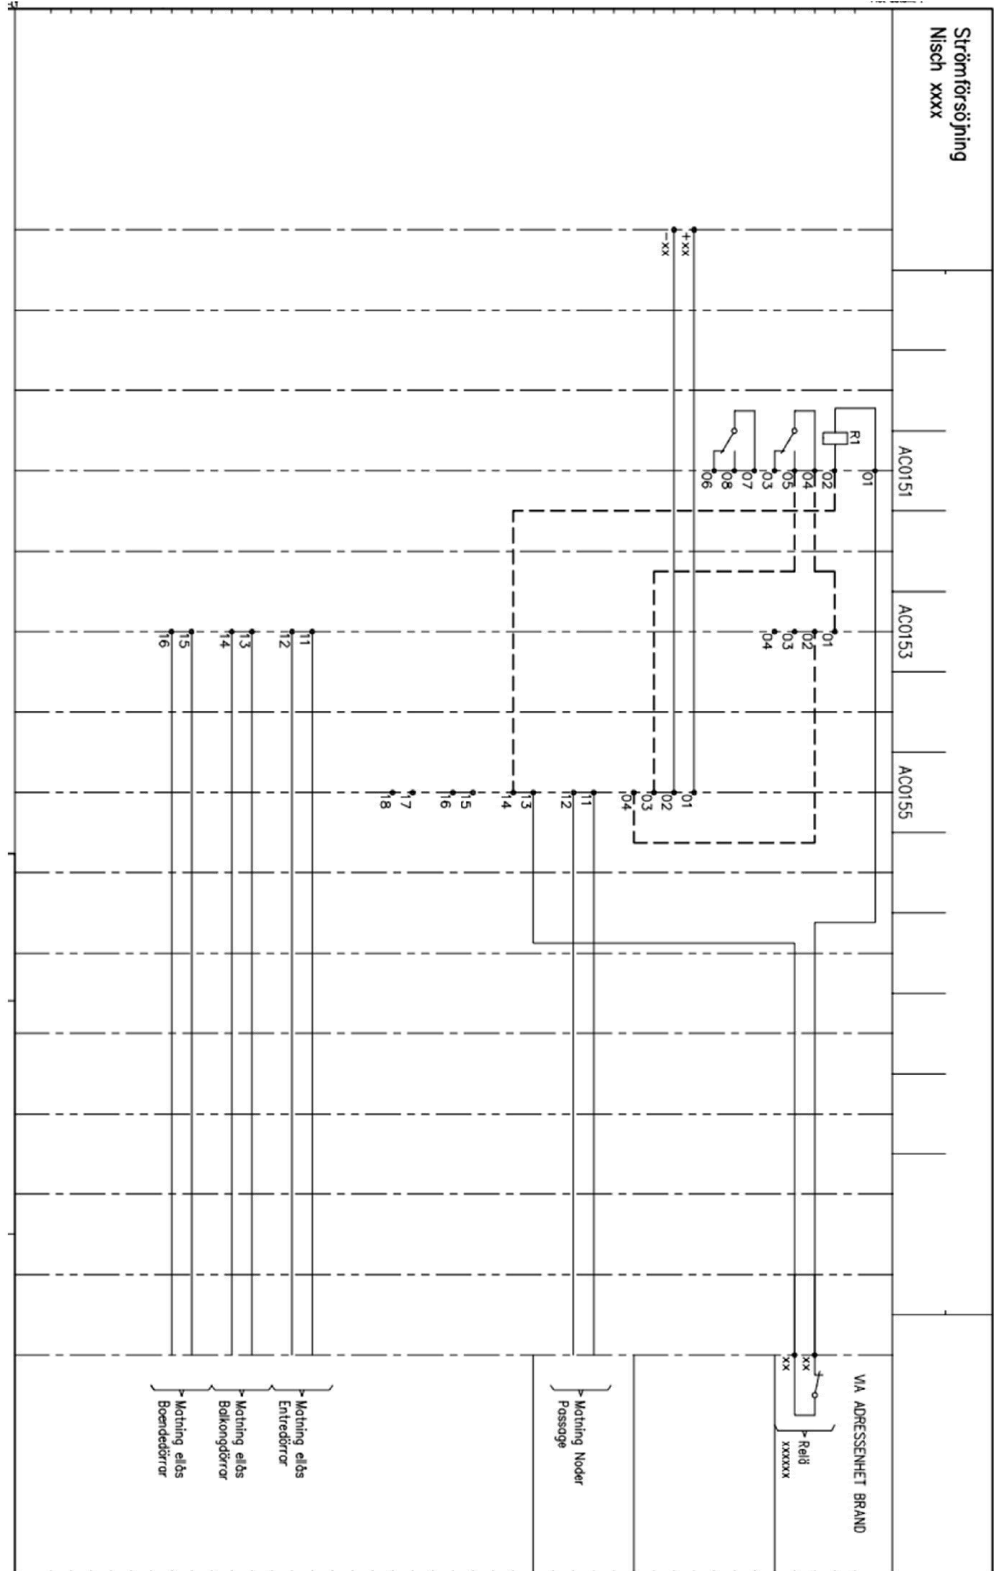 Strömförsöjning
Nisch xxxx
+xx
-xx
AC0151
R1
01
02
04
05
03
07
08
06
AC0153
01
02
03
04
11
12
13
14
15
16
AC0155
01
02
03
04
11
12
13
14
15
16
17
18
VIA ADRESSENHET BRAND
xx
xx
Relä
xxxxxx
Matning Noder
Passage
Matning ellås
Entredörrar
Matning ellås
Balkongdörrar
Matning ellås
Boendedörrar